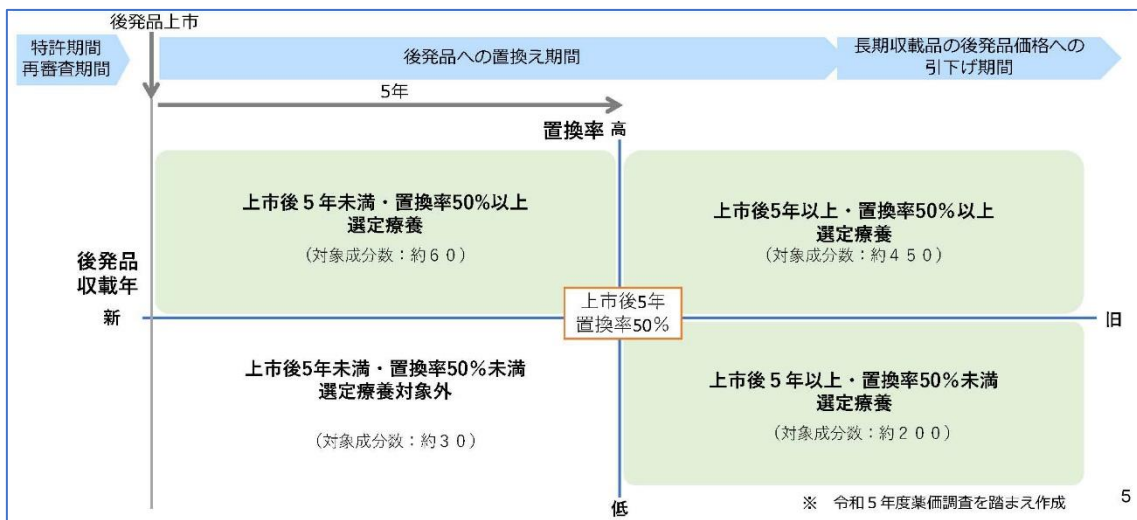 後発品上市
特許期間
再審査期間
後発品への置換え期間
長期収載品の後発品価格への
引下げ期間
5年
置換率 高
上市後５年未満・置換率50%以上
選定療養
（対象成分数：約６０）
上市後5年以上・置換率50%以上
選定療養
（対象成分数：約４５０）
後発品
収載年
新
上市後5年
置換率50%
旧
上市後5年未満・置換率50%未満
選定療養対象外
（対象成分数：約３０）
上市後５年以上・置換率50%未満
選定療養
（対象成分数：約２００）
低
※　令和５年度薬価調査を踏まえ作成
5